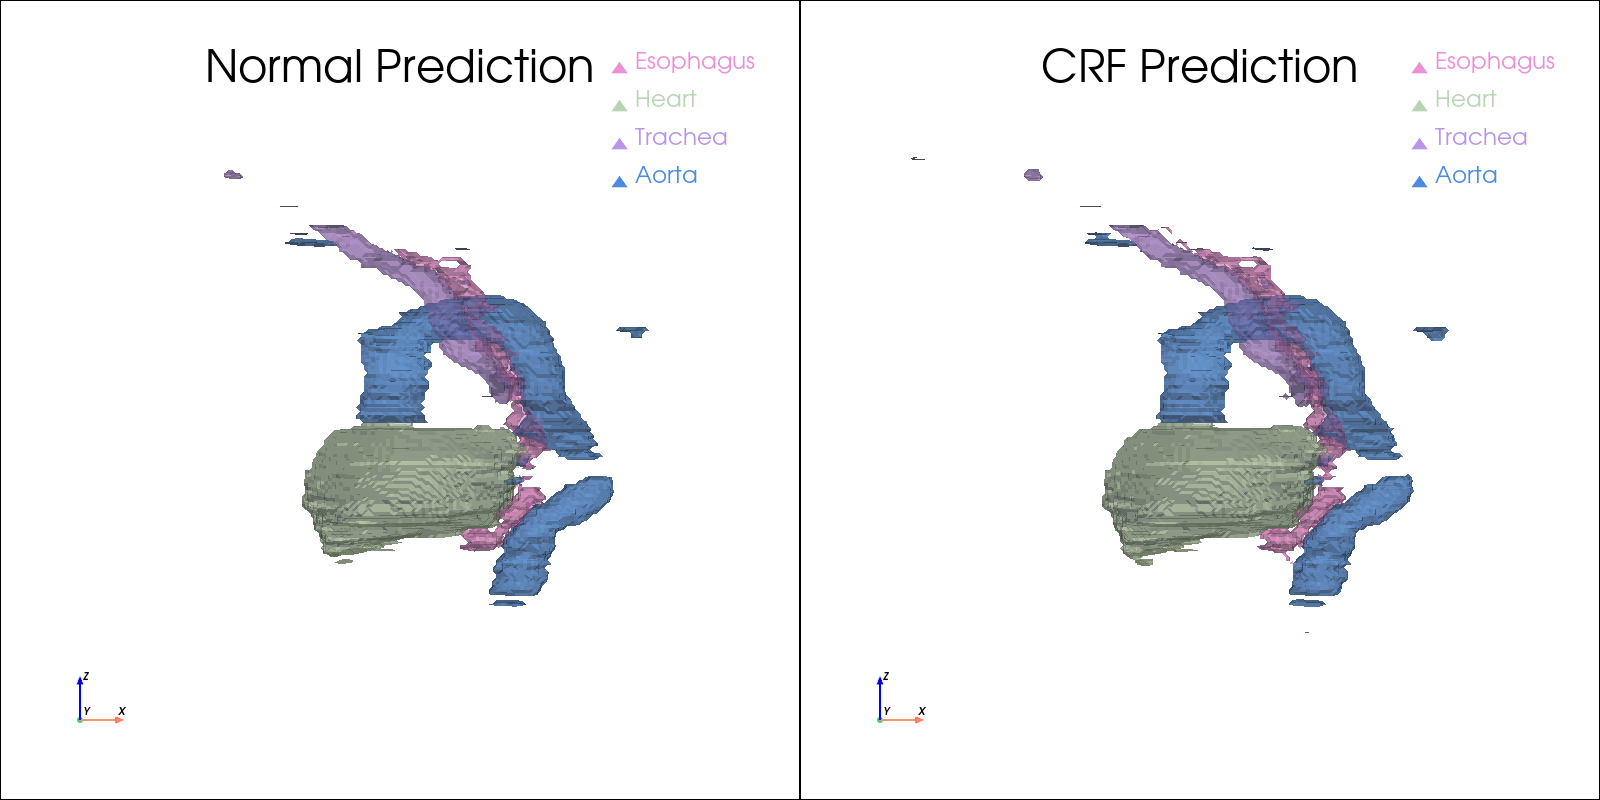 Normal Prediction
Esophagus
Heart
Trachea
Aorta
Z
Y X
CRF Prediction
Esophagus
Heart
Trachea
Aorta
Z
Y X